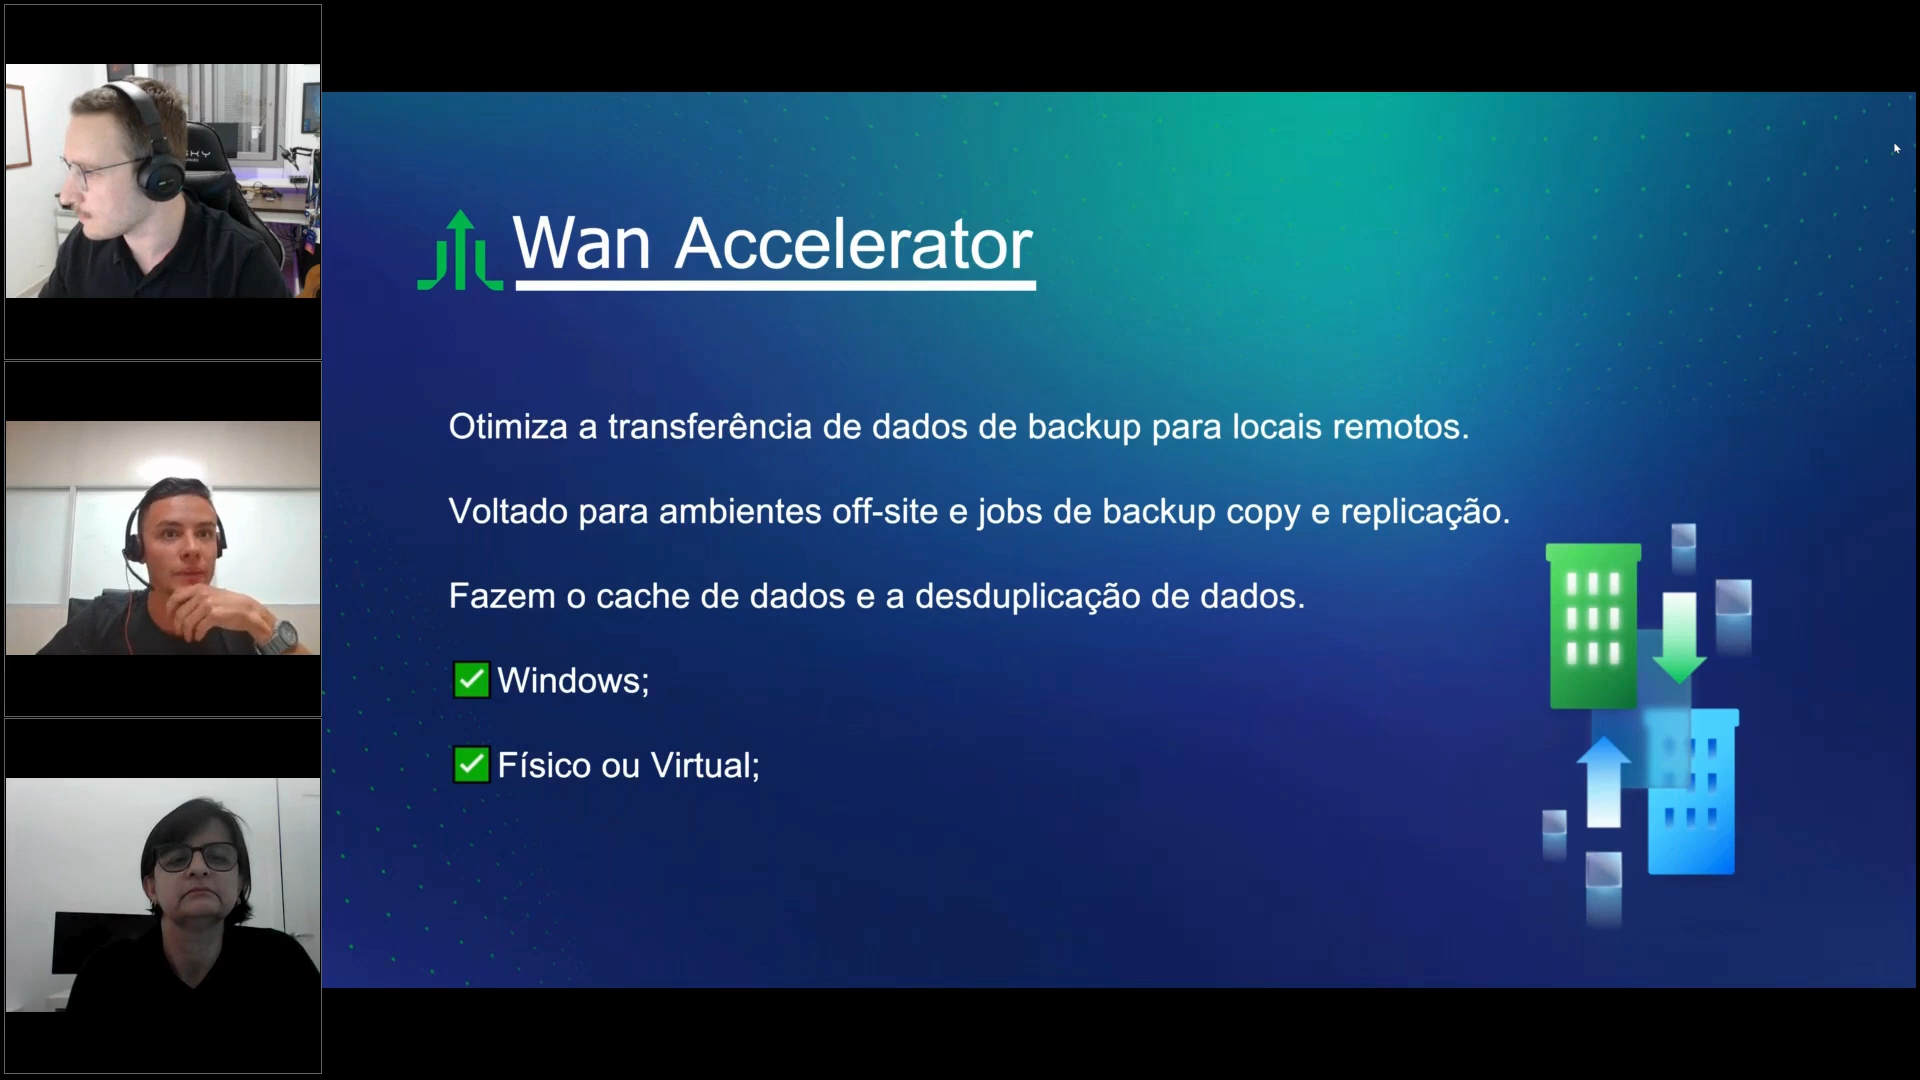 Wan Accelerator
Otimiza a transferência de dados de backup para locais remotos.
Voltado para ambientes off-site e jobs de backup copy e replicação.
Fazem o cache de dados e a desduplicação de dados.
Windows;
Físico ou Virtual;